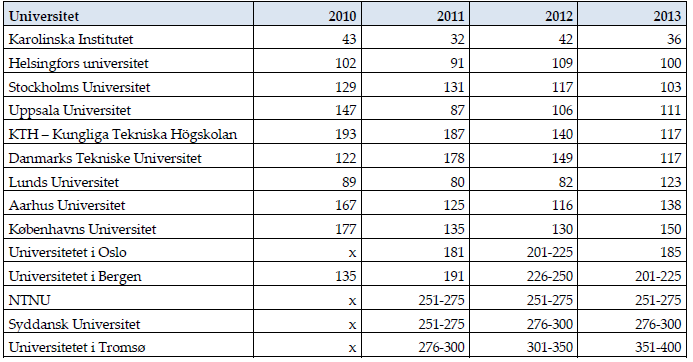 Universitet 2010 2011 2012 2013
Karolinska Institutet 43 32 42 36
Helsingfors universitet 102 91 109 100
Stockholms Universitet 129 131 117 103
Uppsala Universitet 147 87 106 111
KTH – Kungliga Tekniska Högskolan 193 187 140 117
Danmarks Tekniske Universitet 122 178 149 117
Lunds Universitet 89 80 82 123
Aarhus Universitet 167 125 116 138
Københavns Universitet 177 135 130 150
Universitetet i Oslo x 181 201-225 185
Universitetet i Bergen 135 191 226-250 201-225
NTNU x 251-275 251-275 251-275
Syddansk Universitet x 251-275 276-300 276-300
Universitetet i Tromsø x 276-300 301-350 351-400